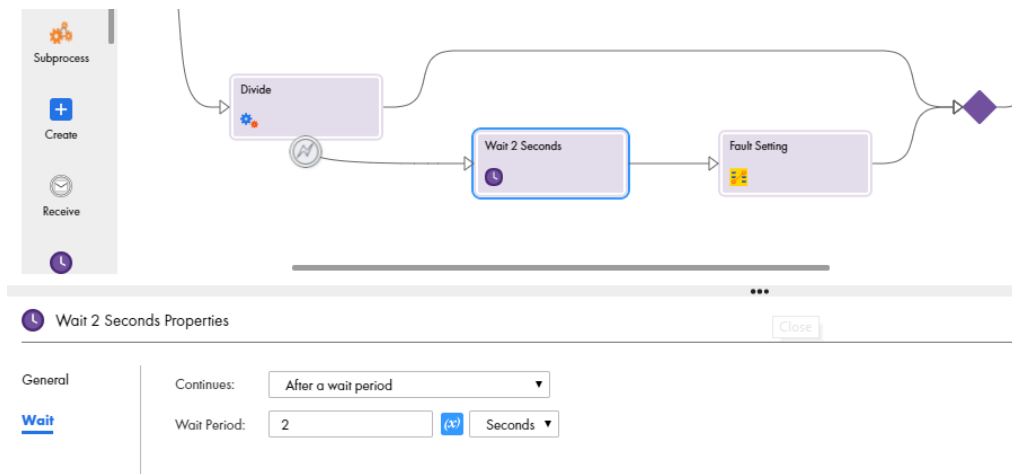 Subprocess
Create
Receive
Divide
Wait 2 Seconds
Fault Setting
Wait 2 Seconds Properties
Close
General
Continues: After a wait period
Wait
Wait Period: 2 (x) Seconds